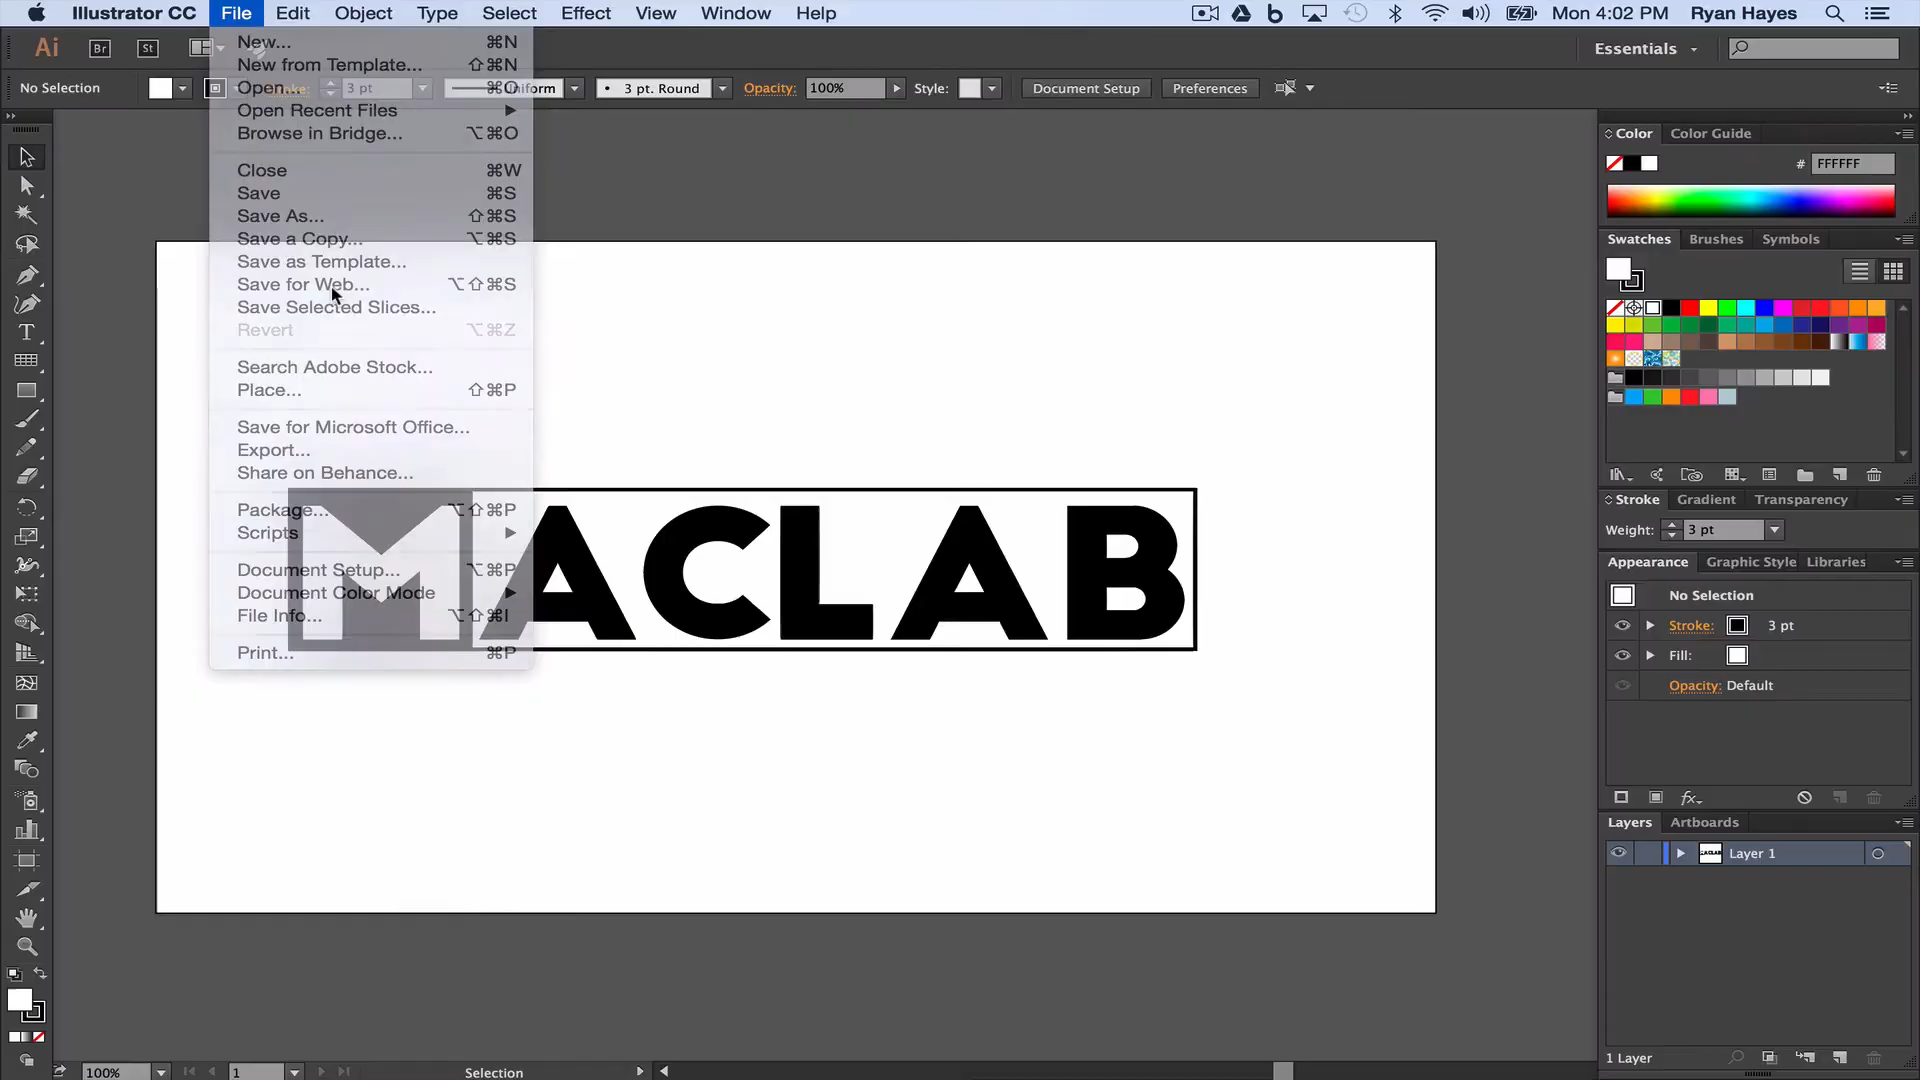 Illustrator CC File Edit Object Type Select Effect View Window Help Mon 4:02 PM Ryan Hayes
Ai Br St Essentials
No Selection Stroke: 3 pt Uniform 3 pt. Round Opacity: 100% Style: Document Setup Preferences
New... ⌘N
New from Template... ⇧⌘N
Open... ⌘O
Open Recent Files
Browse in Bridge... ⌥⌘O
Close ⌘W
Save ⌘S
Save As... ⇧⌘S
Save a Copy... ⌥⌘S
Save as Template...
Save for Web... ⌥⇧⌘S
Save Selected Slices...
Revert ⌥⌘Z
Search Adobe Stock...
Place... ⇧⌘P
Save for Microsoft Office...
Export...
Share on Behance...
Package... ⌥⇧⌘P
Scripts
Document Setup... ⌥⌘P
Document Color Mode
File Info... ⌥⇧⌘I
Print... ⌘P
MACLAB
Color Color Guide
# FFFFFF
Swatches Brushes Symbols
Stroke Gradient Transparency
Weight: 3 pt
Appearance Graphic Style Libraries
No Selection
Stroke: 3 pt
Fill:
Opacity: Default
fx
Layers Artboards
Layer 1
1 Layer
100% 1 Selection